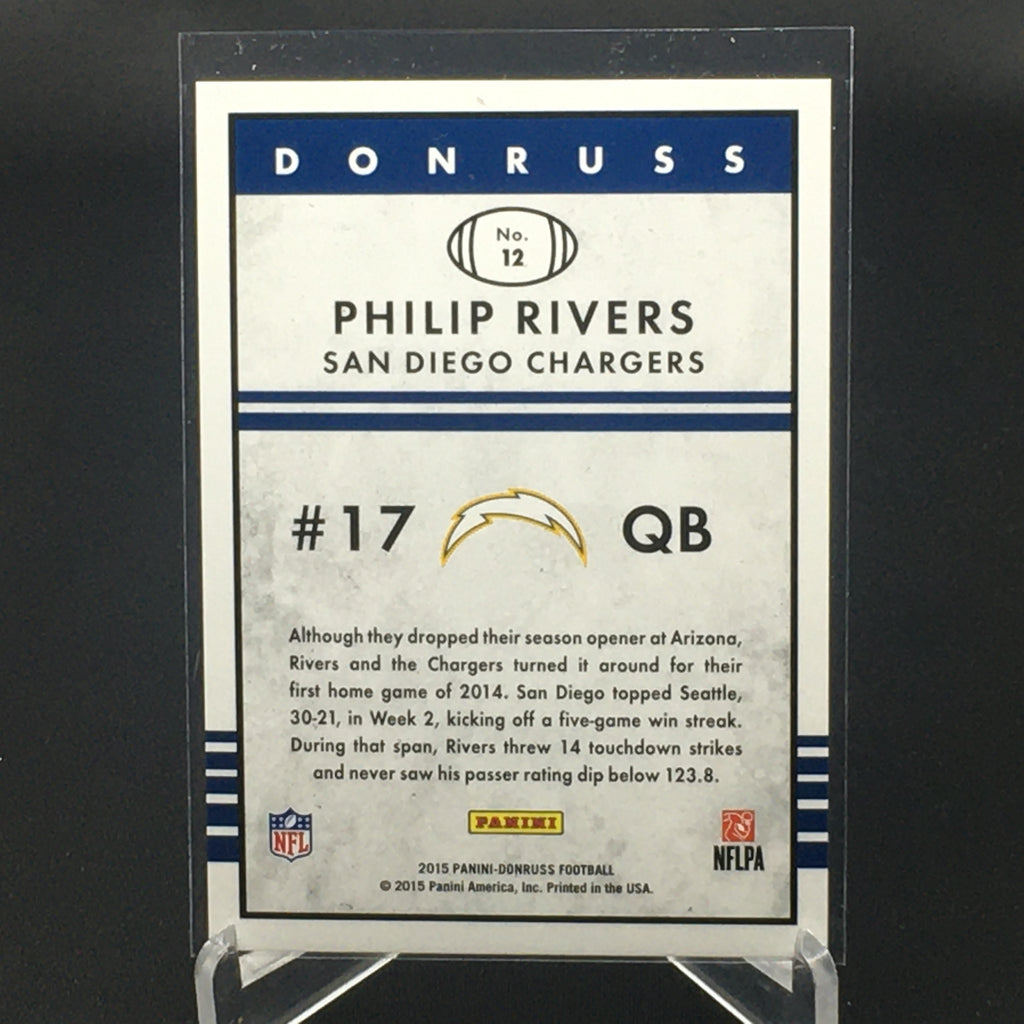 DONRUSS
No.
12
PHILIP RIVERS
SAN DIEGO CHARGERS
#17 QB
Although they dropped their season opener at Arizona,
Rivers and the Chargers turned it around for their
first home game of 2014. San Diego topped Seattle,
30-21, in Week 2, kicking off a five-game win streak.
During that span, Rivers threw 14 touchdown strikes
and never saw his passer rating dip below 123.8.
NFL PANINI NFLPA
2015 PANINI-DONRUSS FOOTBALL
© 2015 Panini America, Inc. Printed in the USA.